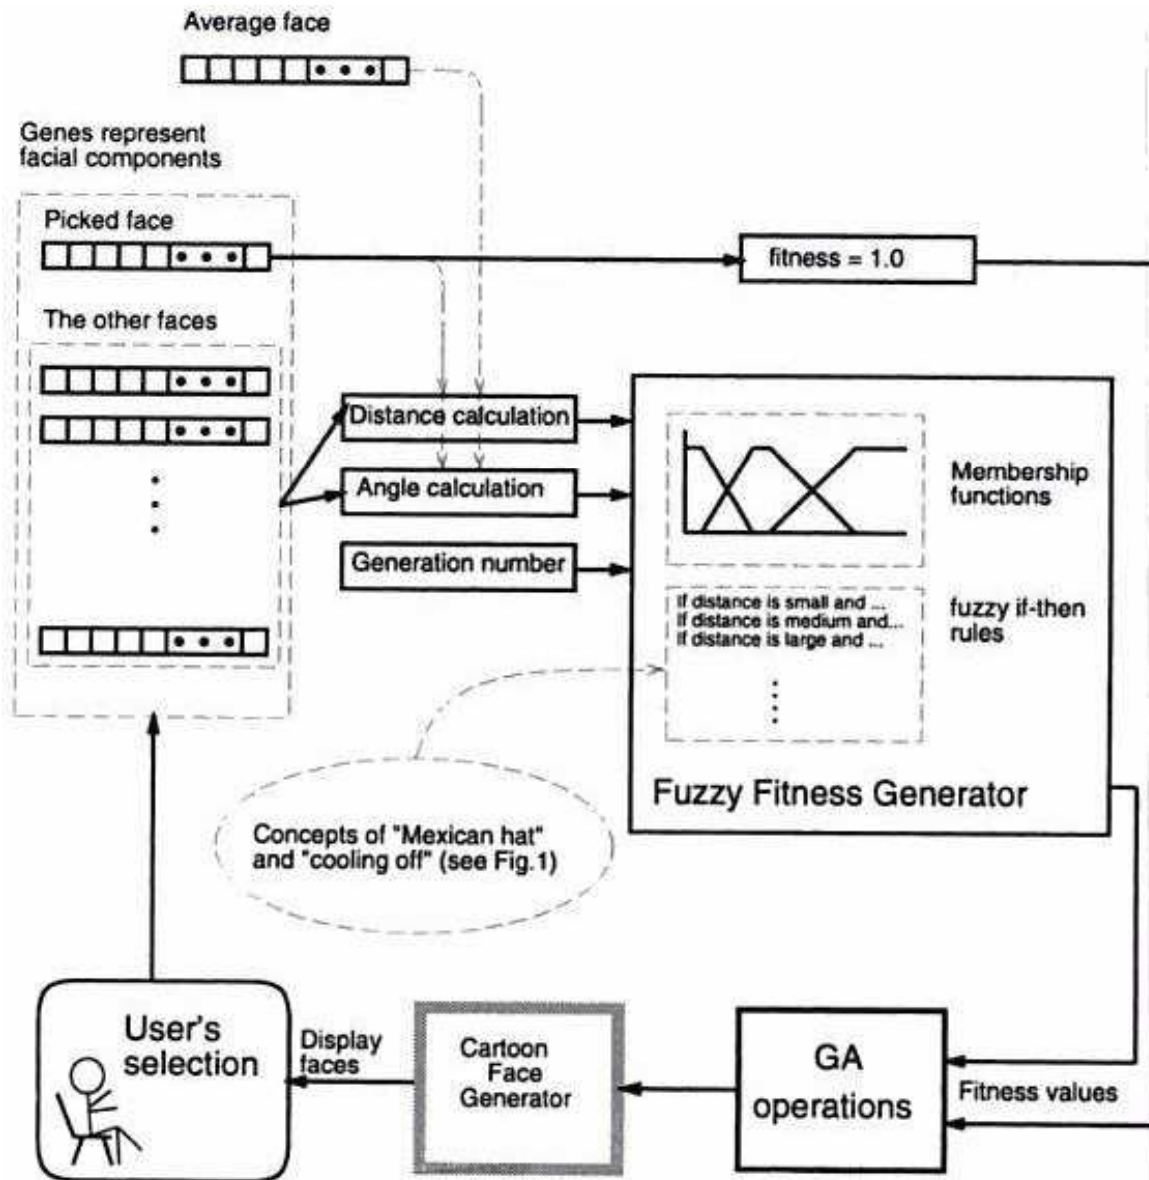 Average face
Genes represent
facial components
Picked face
fitness = 1.0
The other faces
Distance calculation
Angle calculation
Generation number
Membership
functions
If distance is small and ...
If distance is medium and...
If distance is large and ...
fuzzy if-then
rules
Fuzzy Fitness Generator
Concepts of "Mexican hat"
and "cooling off" (see Fig.1)
User's
selection
Display
faces
Cartoon
Face
Generator
GA
operations
Fitness values